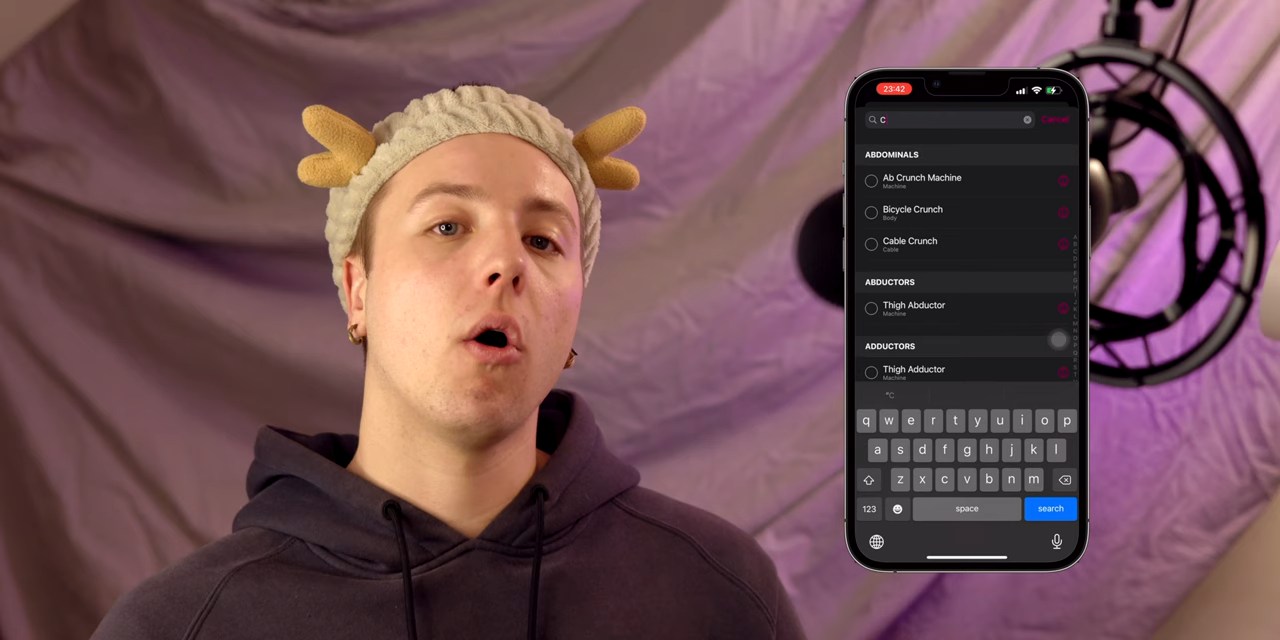 23:42
C
Cancel
ABDOMINALS
Ab Crunch Machine
Machine
Bicycle Crunch
Body
Cable Crunch
Cable
ABDUCTORS
Thigh Abductor
Machine
ADDUCTORS
Thigh Adductor
Machine
°C
q w e r t y u i o p
a s d f g h j k l
z x c v b n m
123 space search